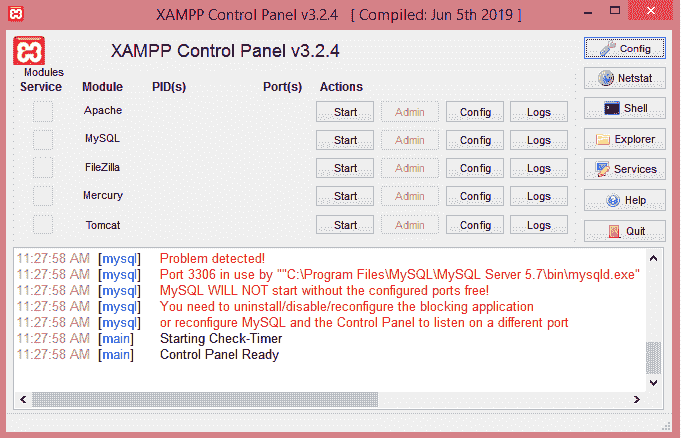 XAMPP Control Panel v3.2.4   [ Compiled: Jun 5th 2019 ]
XAMPP Control Panel v3.2.4
Config
Modules
Service Module PID(s) Port(s) Actions
Netstat
Apache Start Admin Config Logs
Shell
MySQL Start Admin Config Logs
Explorer
FileZilla Start Admin Config Logs
Services
Mercury Start Admin Config Logs
Help
Tomcat Start Admin Config Logs
Quit
11:27:58 AM [mysql] Problem detected!
11:27:58 AM [mysql] Port 3306 in use by ""C:\Program Files\MySQL\MySQL Server 5.7\bin\mysqld.exe"
11:27:58 AM [mysql] MySQL WILL NOT start without the configured ports free!
11:27:58 AM [mysql] You need to uninstall/disable/reconfigure the blocking application
11:27:58 AM [mysql] or reconfigure MySQL and the Control Panel to listen on a different port
11:27:58 AM [main] Starting Check-Timer
11:27:58 AM [main] Control Panel Ready